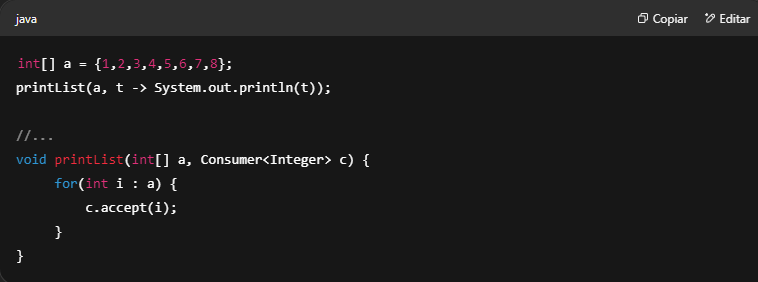 java
Copiar
Editar
int[] a = {1,2,3,4,5,6,7,8};
printList(a, t -> System.out.println(t));
//...
void printList(int[] a, Consumer<Integer> c) {
for(int i : a) {
c.accept(i);
}
}